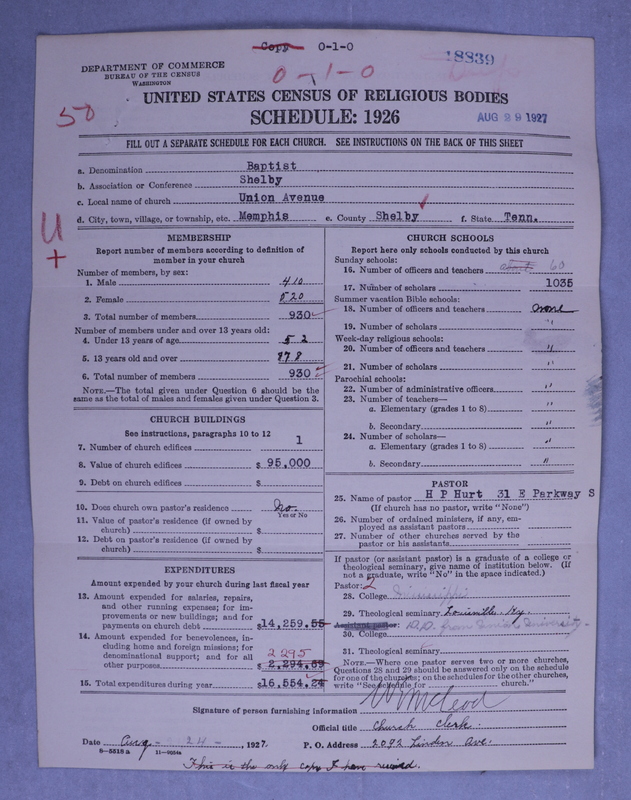 Copy 0-1-0
18839
DEPARTMENT OF COMMERCE
BUREAU OF THE CENSUS
WASHINGTON
0-1-0
50
UNITED STATES CENSUS OF RELIGIOUS BODIES
SCHEDULE: 1926
AUG 29 1927
FILL OUT A SEPARATE SCHEDULE FOR EACH CHURCH. SEE INSTRUCTIONS ON THE BACK OF THIS SHEET
a. Denomination Baptist
b. Association or Conference Shelby
c. Local name of church Union Avenue
d. City, town, village, or township, etc. Memphis e. County Shelby f. State Tenn.
U
+
MEMBERSHIP
Report number of members according to definition of
member in your church
Number of members, by sex:
1. Male 410
2. Female 520
3. Total number of members 930
Number of members under and over 13 years old:
4. Under 13 years of age 52
5. 13 years old and over 878
6. Total number of members 930
NOTE.—The total given under Question 6 should be
the same as the total of males and females given under Question 3.
CHURCH BUILDINGS
See instructions, paragraphs 10 to 12
7. Number of church edifices 1
8. Value of church edifices $ 95,000
9. Debt on church edifices $
10. Does church own pastor's residence? No.
Yes or No
11. Value of pastor's residence (if owned by
church) $
12. Debt on pastor's residence (if owned by
church) $
EXPENDITURES
Amount expended by your church during last fiscal year
13. Amount expended for salaries, repairs,
and other running expenses; for im-
provements or new buildings; and for
payments on church debt $14,259.55
14. Amount expended for benevolences, in-
cluding home and foreign missions; for
denominational support; and for all
other purposes 2295
$ 2,294.69
15. Total expenditures during year $16,554.24
CHURCH SCHOOLS
Report here only schools conducted by this church
Sunday schools:
16. Number of officers and teachers about 60
17. Number of scholars 1035
Summer vacation Bible schools:
18. Number of officers and teachers none
19. Number of scholars "
Week-day religious schools:
20. Number of officers and teachers "
21. Number of scholars "
Parochial schools:
22. Number of administrative officers "
23. Number of teachers—
a. Elementary (grades 1 to 8) "
b. Secondary "
24. Number of scholars—
a. Elementary (grades 1 to 8) "
b. Secondary "
PASTOR
25. Name of pastor H P Hurt 31 E Parkway S
(If church has no pastor, write "None")
26. Number of ordained ministers, if any, em-
ployed as assistant pastors
27. Number of other churches served by the
pastor or his assistants
If pastor (or assistant pastor) is a graduate of a college or
theological seminary, give name of institution below. (If
not a graduate, write "No" in the space indicated.)
Pastor: 2
28. College Mississippi
29. Theological seminary Louisville, Ky.
Assistant pastor: D.D. from Union University
30. College
31. Theological seminary
NOTE.—Where one pastor serves two or more churches,
Questions 28 and 29 should be answered only on the schedule
for one of the churches; on the schedules for the other churches,
write "See schedule for church."
Signature of person furnishing information W McLeod
Official title Church Clerk.
Date Aug - 24 -, 1927. P. O. Address 2092 Linden Ave.
8-5518 a 11-9034a
This is the only copy I have received.